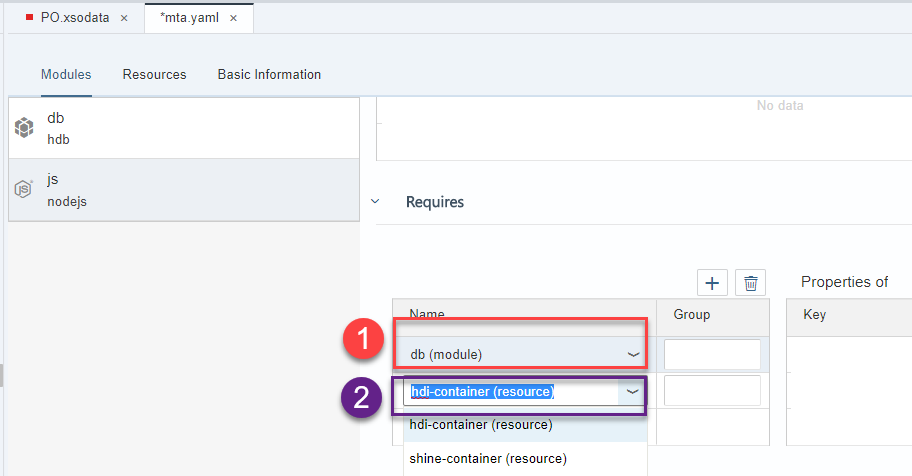 PO.xsodata ×
*mta.yaml ×
Modules Resources Basic Information
db
hdb
No data
js
nodejs
Requires
Properties of
Name Group Key
1 db (module)
2 hdi-container (resource)
hdi-container (resource)
shine-container (resource)